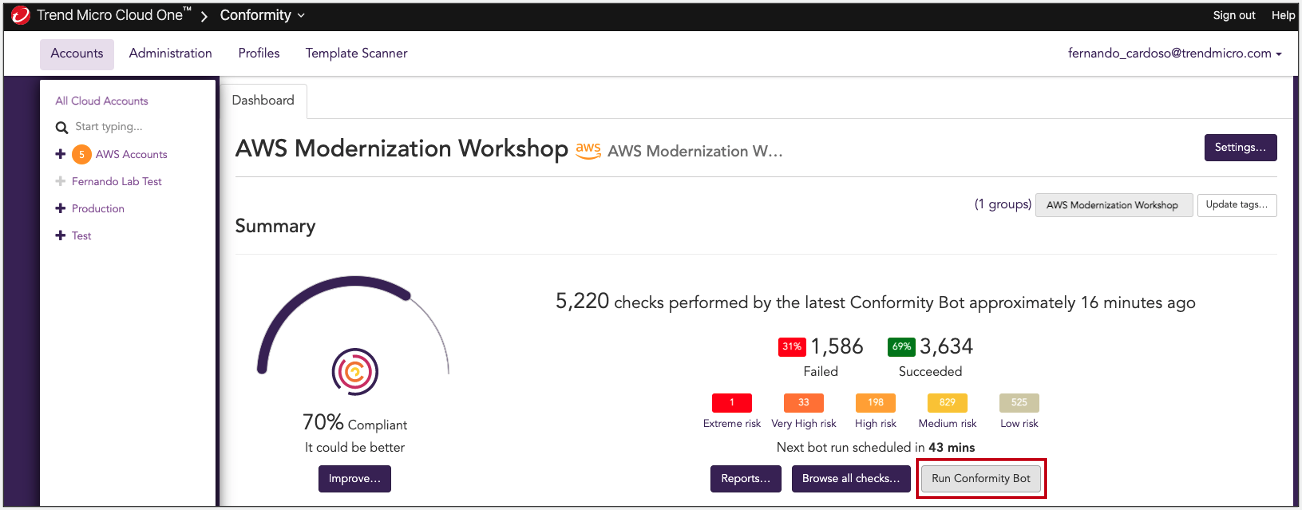 Trend Micro Cloud One™ Conformity Sign out Help
Accounts Administration Profiles Template Scanner fernando_cardoso@trendmicro.com
All Cloud Accounts
Start typing...
5 AWS Accounts
Fernando Lab Test
Production
Test
Dashboard
AWS Modernization Workshop aws AWS Modernization W... Settings...
(1 groups) AWS Modernization Workshop Update tags...
Summary
5,220 checks performed by the latest Conformity Bot approximately 16 minutes ago
31% 1,586 69% 3,634
Failed Succeeded
1 33 198 829 525
Extreme risk Very High risk High risk Medium risk Low risk
70% Compliant
It could be better
Next bot run scheduled in 43 mins
Improve... Reports... Browse all checks... Run Conformity Bot